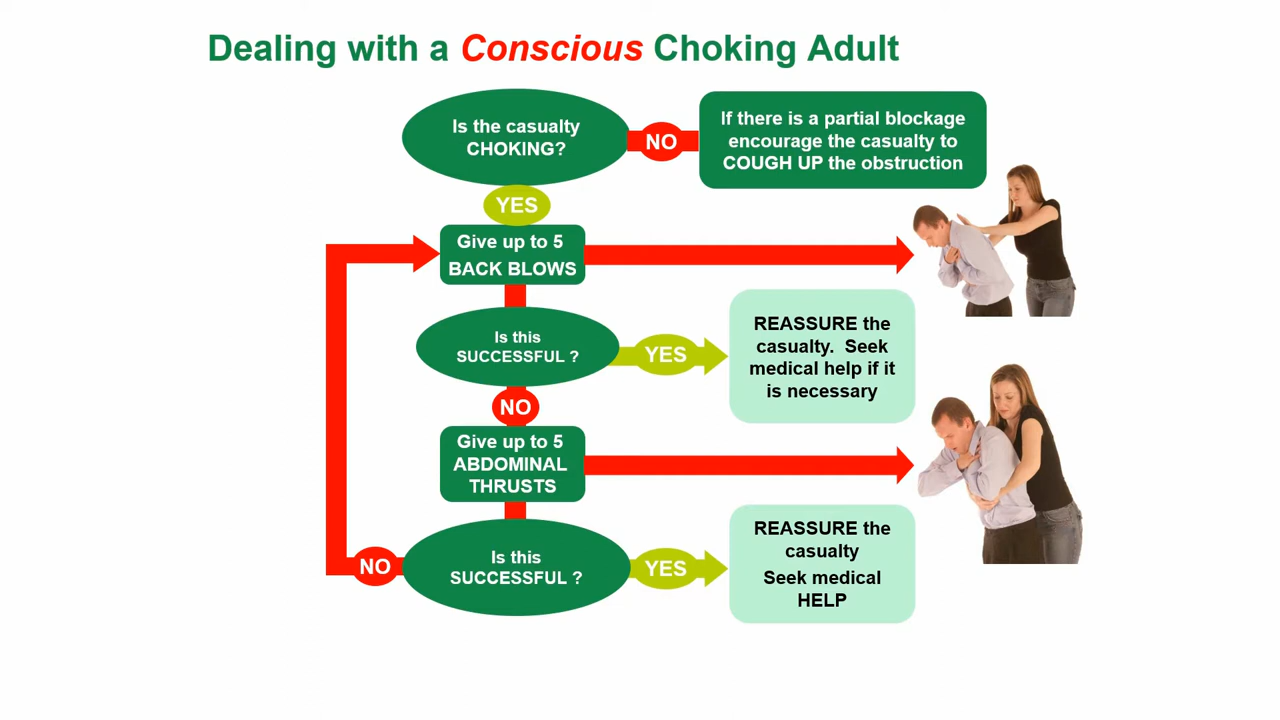 Dealing with a Conscious Choking Adult
Is the casualty
CHOKING?
NO
If there is a partial blockage
encourage the casualty to
COUGH UP the obstruction
YES
Give up to 5
BACK BLOWS
Is this
SUCCESSFUL ?
YES
REASSURE the
casualty. Seek
medical help if it
is necessary
NO
Give up to 5
ABDOMINAL
THRUSTS
Is this
SUCCESSFUL ?
NO
YES
REASSURE the
casualty
Seek medical
HELP